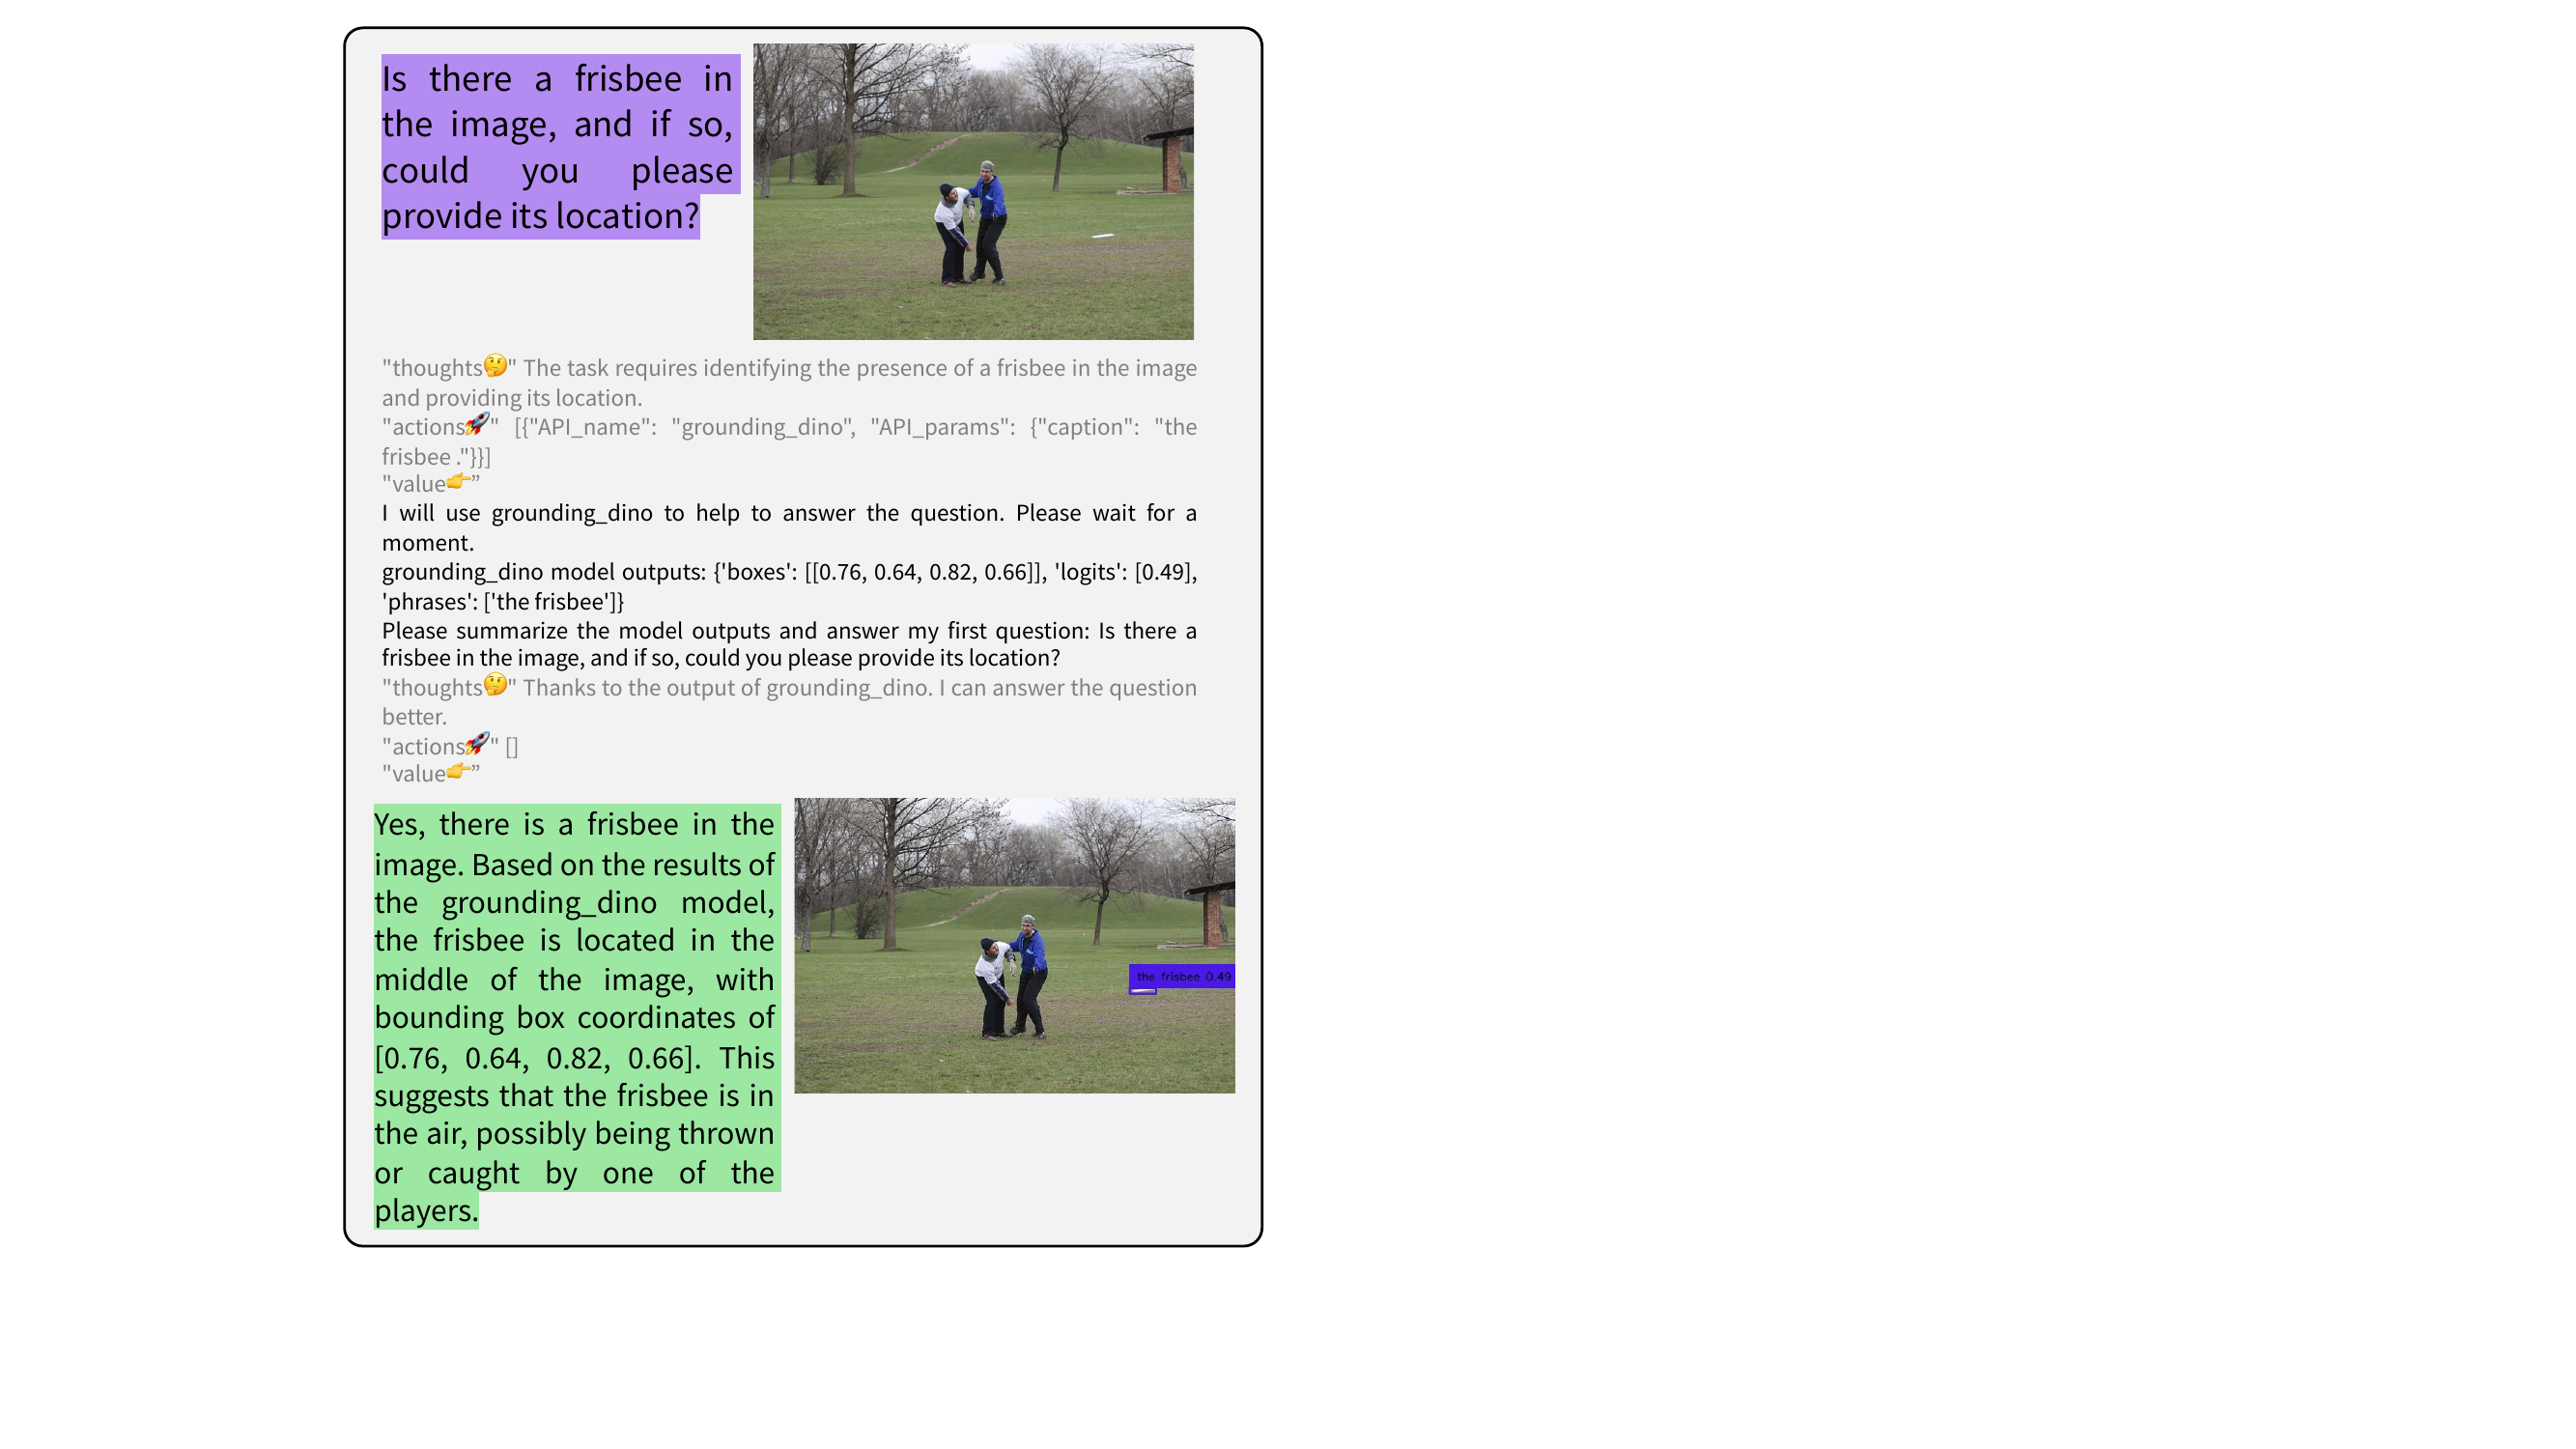 Is there a frisbee in
the image, and if so,
could you please
provide its location?
"thoughts🤔" The task requires identifying the presence of a frisbee in the image
and providing its location.
"actions🚀" [{"API_name": "grounding_dino", "API_params": {"caption": "the
frisbee ."}}]
"value👉”
I will use grounding_dino to help to answer the question. Please wait for a
moment.
grounding_dino model outputs: {'boxes': [[0.76, 0.64, 0.82, 0.66]], 'logits': [0.49],
'phrases': ['the frisbee']}
Please summarize the model outputs and answer my first question: Is there a
frisbee in the image, and if so, could you please provide its location?
"thoughts🤔" Thanks to the output of grounding_dino. I can answer the question
better.
"actions🚀" []
"value👉”
Yes, there is a frisbee in the
image. Based on the results of
the grounding_dino model,
the frisbee is located in the
middle of the image, with
bounding box coordinates of
[0.76, 0.64, 0.82, 0.66]. This
suggests that the frisbee is in
the air, possibly being thrown
or caught by one of the
players.
the frisbee 0.49